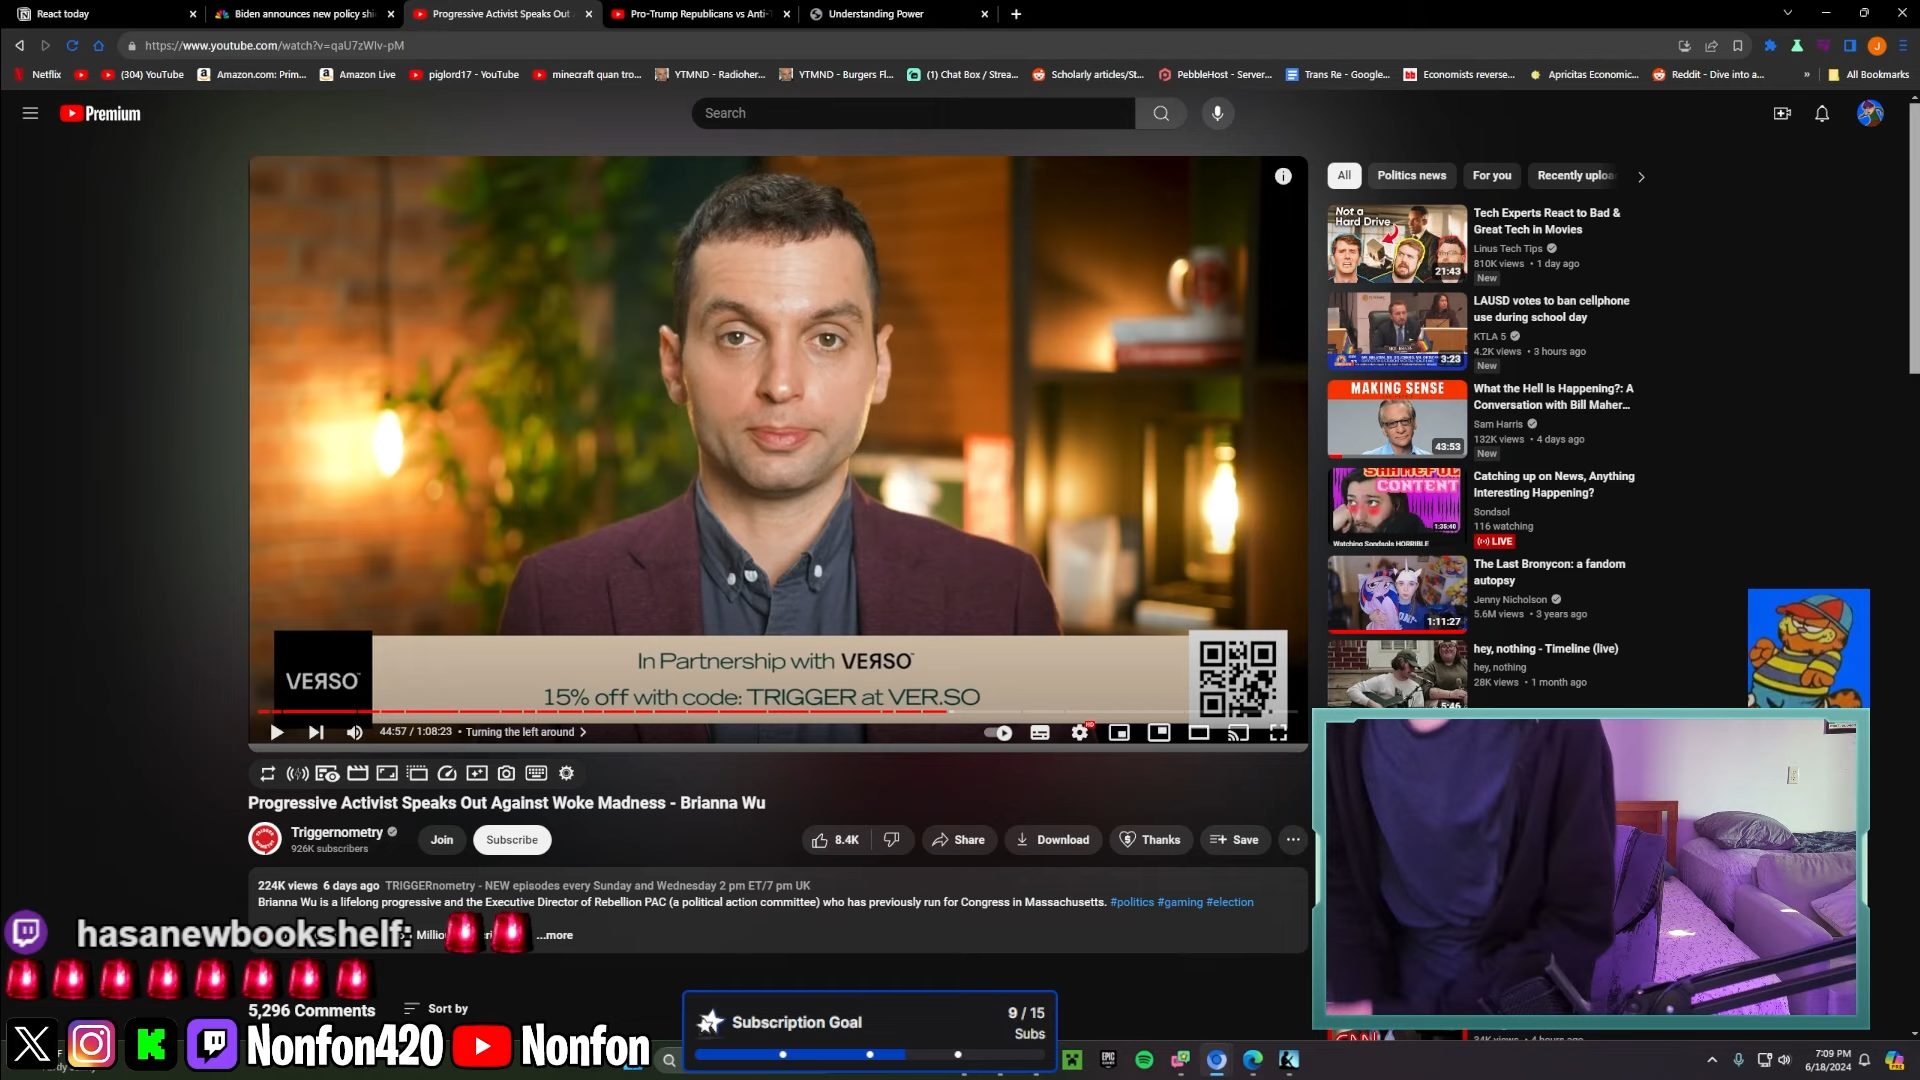 React today
Biden announces new policy shi
Progressive Activist Speaks Out
Pro-Trump Republicans vs Anti-T
Understanding Power
https://www.youtube.com/watch?v=qaU7zWlv-pM
Netflix
(304) YouTube
Amazon.com: Prim...
Amazon Live
piglord17 - YouTube
minecraft quan tro...
YTMND - Radioher...
YTMND - Burgers Fl...
(1) Chat Box / Strea...
Scholarly articles/St...
PebbleHost - Server...
Trans Re - Google...
Economists reverse...
Apricitas Economic...
Reddit - Dive into a...
All Bookmarks
Premium
Search
All
Politics news
For you
Recently uploa
Not a
Hard Drive
21:43
Tech Experts React to Bad &
Great Tech in Movies
Linus Tech Tips
810K views • 1 day ago
New
3:23
LAUSD votes to ban cellphone
use during school day
KTLA 5
4.2K views • 3 hours ago
New
MAKING SENSE
43:53
What the Hell Is Happening?: A
Conversation with Bill Maher...
Sam Harris
132K views • 4 days ago
New
CONTENT
1:36:40
Catching up on News, Anything
Interesting Happening?
Sondsol
116 watching
LIVE
1:11:27
The Last Bronycon: a fandom
autopsy
Jenny Nicholson
5.6M views • 3 years ago
5:46
hey, nothing - Timeline (live)
hey, nothing
28K views • 1 month ago
VERSO
In Partnership with VERSO
15% off with code: TRIGGER at VER.SO
44:57 / 1:08:23 • Turning the left around
HD
Progressive Activist Speaks Out Against Woke Madness - Brianna Wu
Triggernometry
926K subscribers
Join
Subscribe
8.4K
Share
Download
Thanks
Save
224K views 6 days ago TRIGGERnometry - NEW episodes every Sunday and Wednesday 2 pm ET/7 pm UK
Brianna Wu is a lifelong progressive and the Executive Director of Rebellion PAC (a political action committee) who has previously run for Congress in Massachusetts. #politics #gaming #election
hasanewbookshelf:
...more
5,296 Comments
Sort by
Subscription Goal
9 / 15
Subs
Nonfon420
Nonfon
EPIC
7:09 PM
6/18/2024